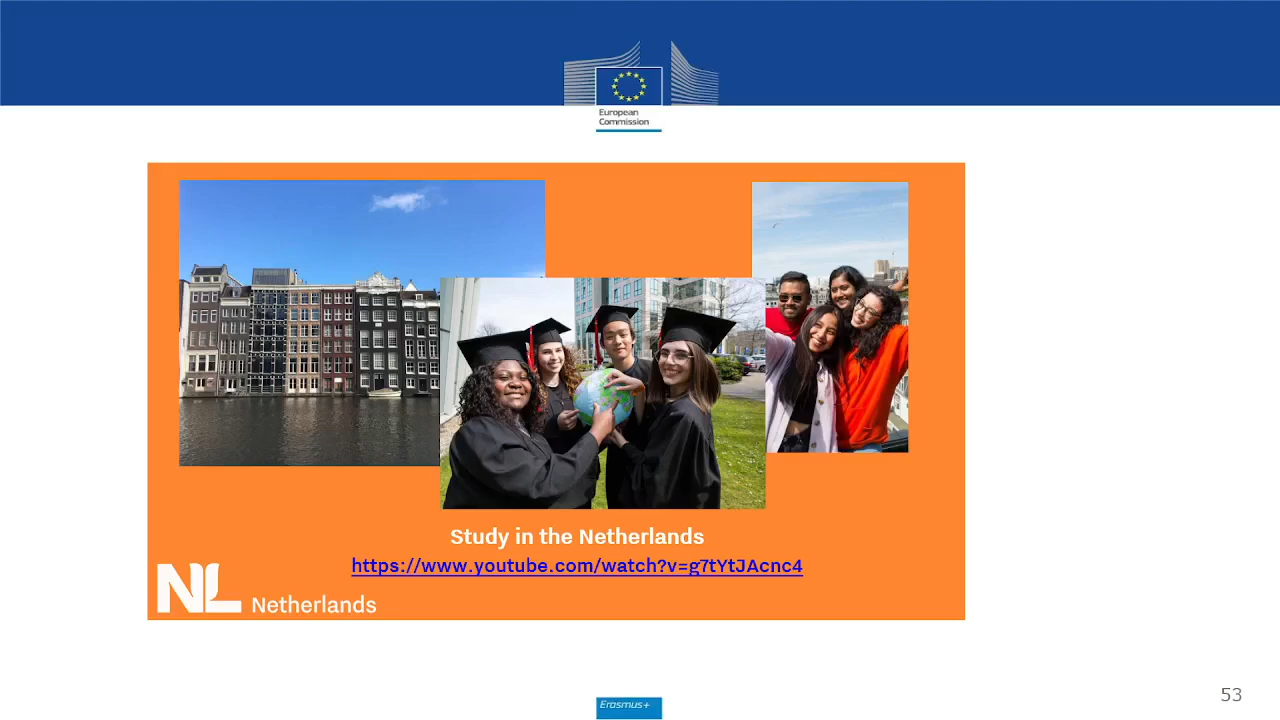 European
Commission
Study in the Netherlands
https://www.youtube.com/watch?v=g7tYtJAcnc4
NL Netherlands
53
Erasmus+